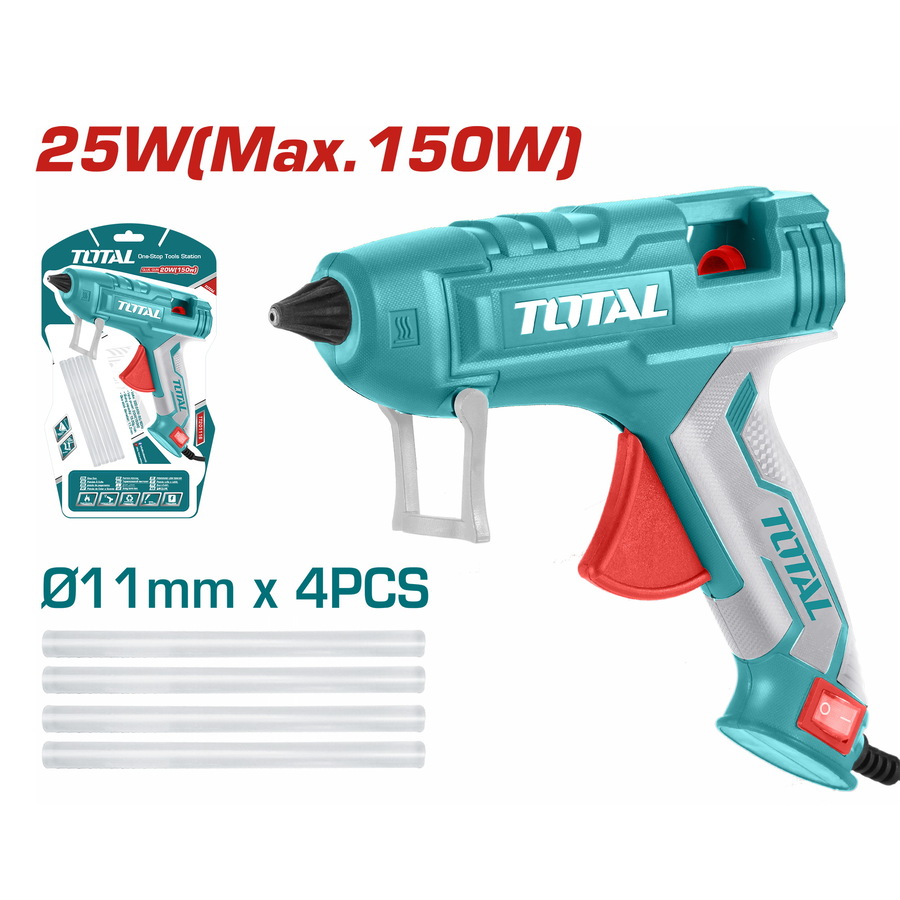 25W(Max.150W)
TOTAL
One-Stop Tools Station
20W(150w)
TOTAL
TOTAL
TOTAL
TOTAL
Ø11mm x 4PCS